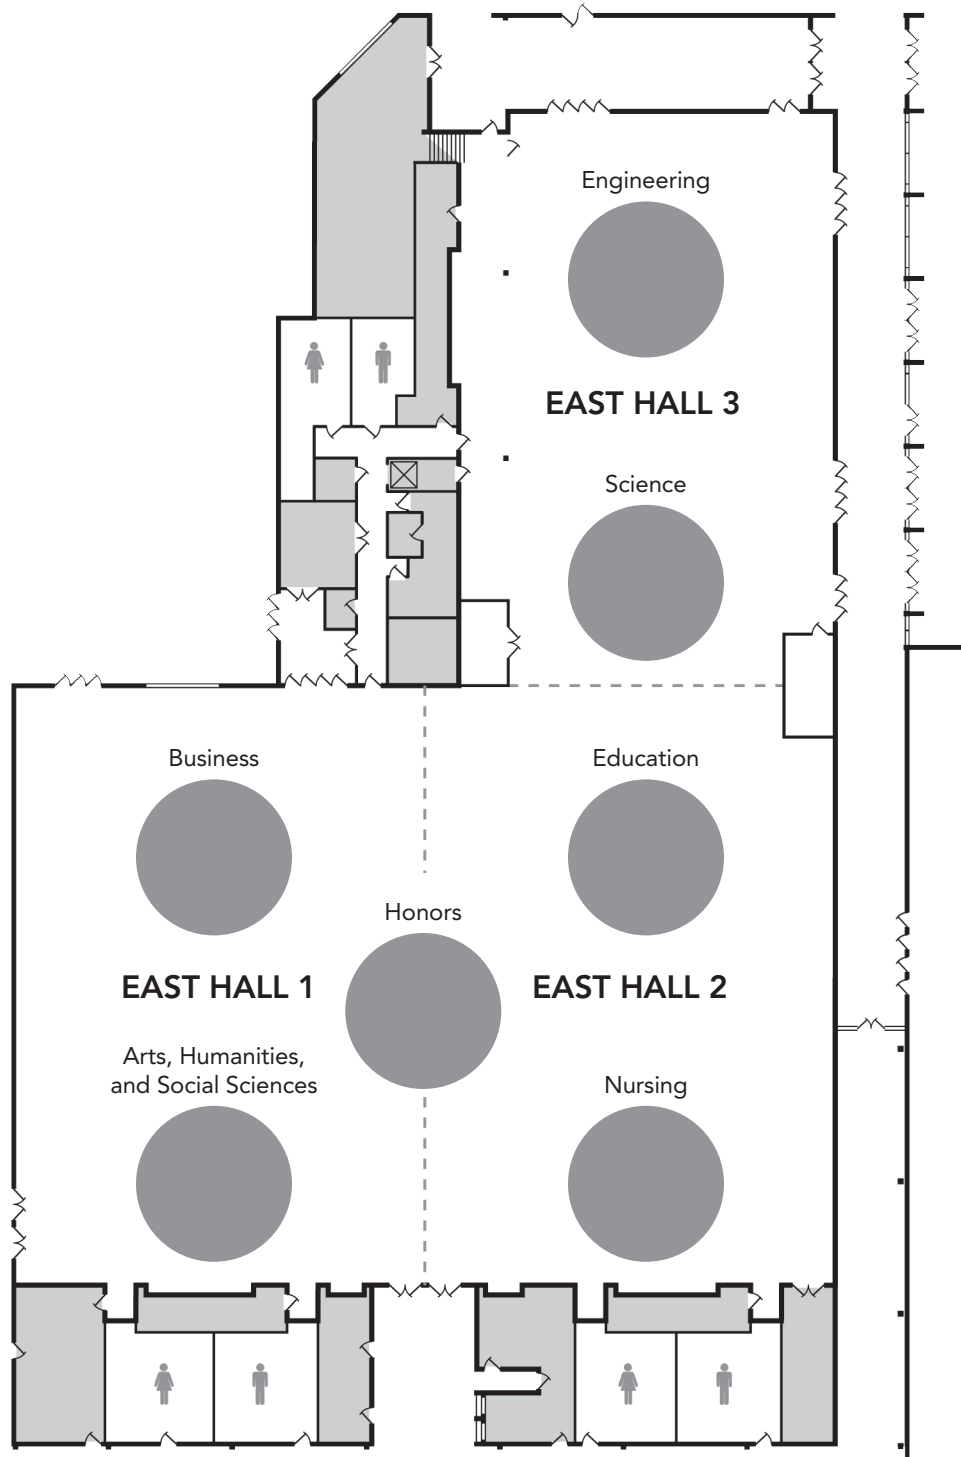 Engineering
EAST HALL 3
Science
Business
Education
Honors
EAST HALL 1
EAST HALL 2
Arts, Humanities,
and Social Sciences
Nursing